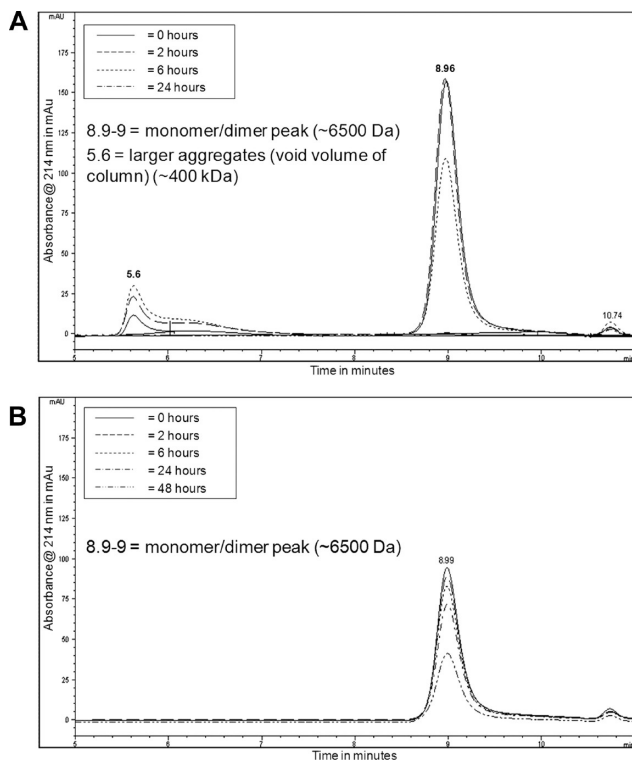 A
mAU
= 0 hours
= 2 hours
= 6 hours
= 24 hours
8.9-9 = monomer/dimer peak (~6500 Da)
5.6 = larger aggregates (void volume of
column) (~400 kDa)
8.96
5.6
10.74
175
150
125
100
75
50
25
0
Absorbance@ 214 nm in mAu
5 6 7 8 9 10 min
Time in minutes
B
mAU
= 0 hours
= 2 hours
= 6 hours
= 24 hours
= 48 hours
8.9-9 = monomer/dimer peak (~6500 Da)
8.99
175
150
125
100
75
50
25
0
Absorbance@ 214 nm in mAu
5 6 7 8 9 10 min
Time in minutes